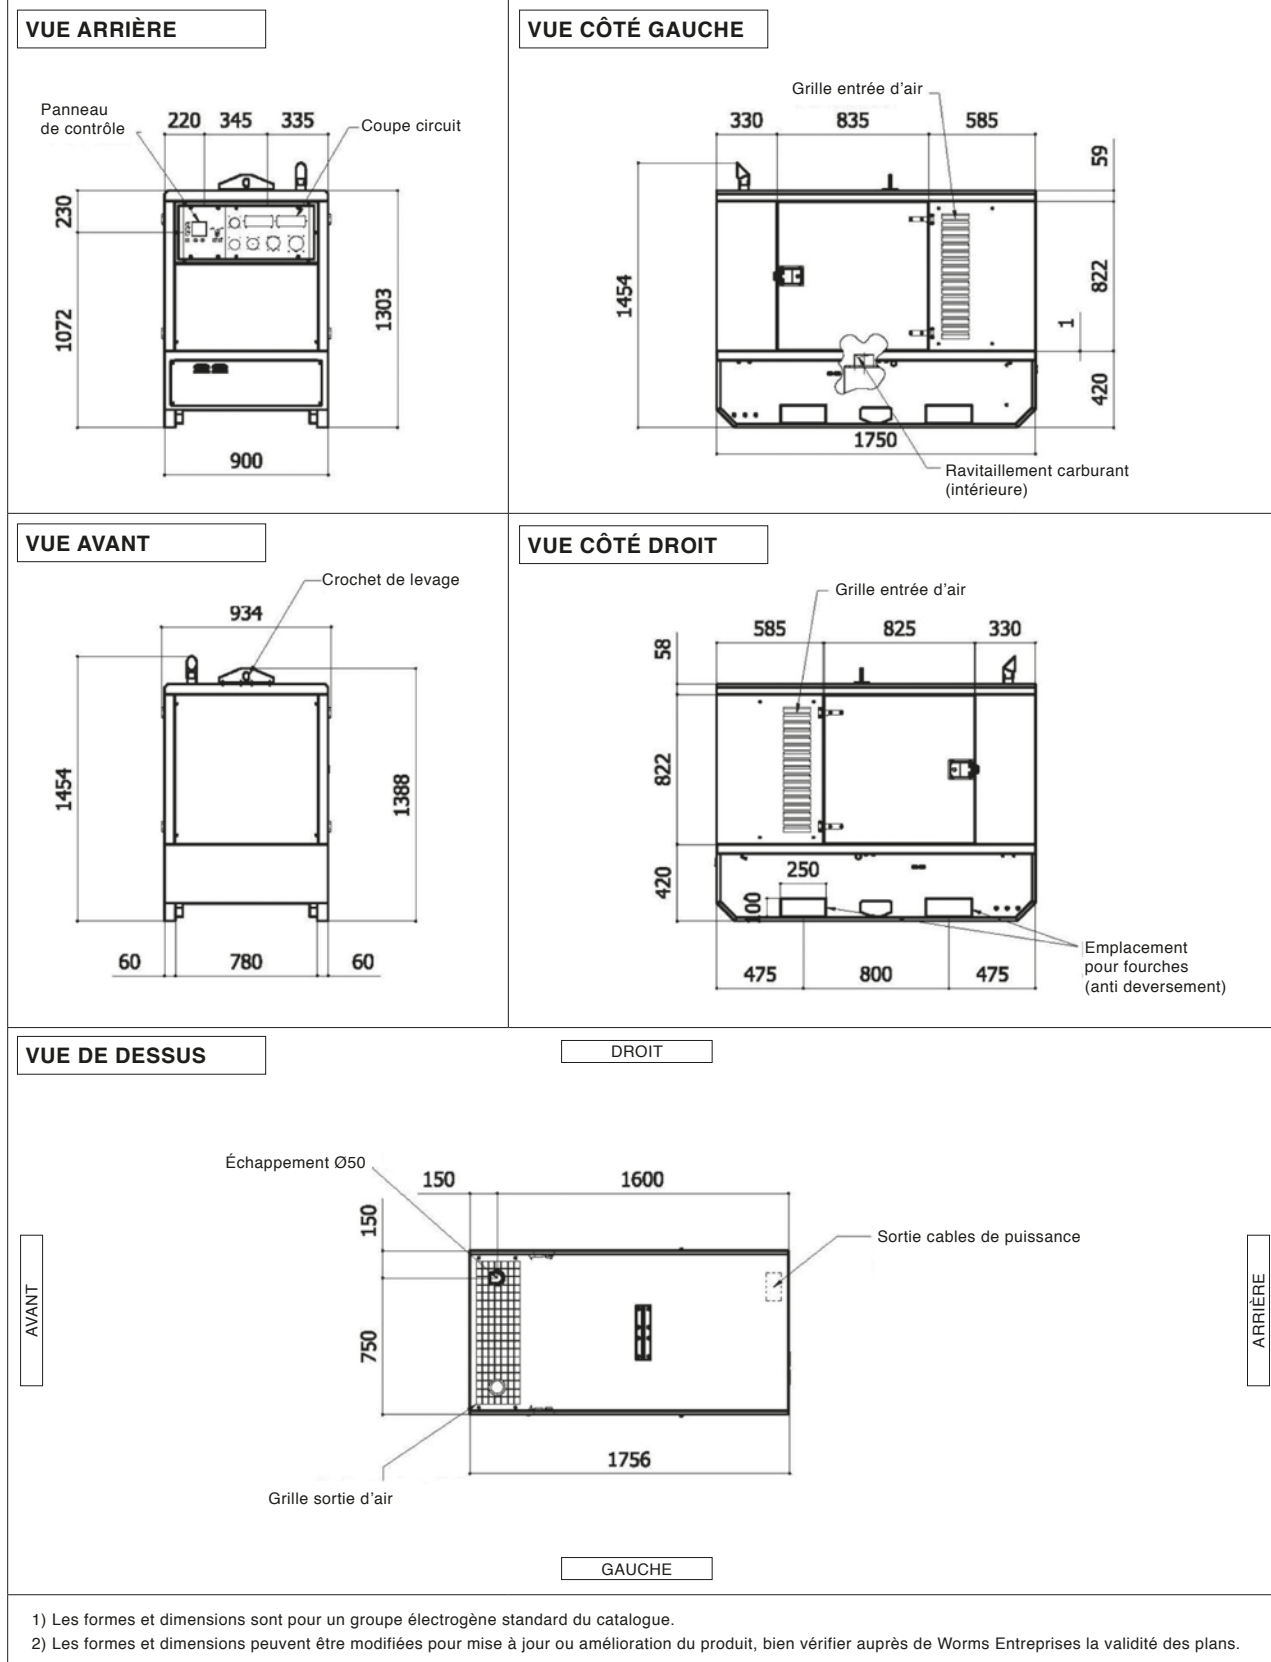 VUE ARRIÈRE
Panneau
de contrôle
220 345 335
Coupe circuit
230
1072
1303
900
VUE CÔTÉ GAUCHE
Grille entrée d'air
330 835 585
59
1454
822
1
420
1750
Ravitaillement carburant
(intérieure)
VUE AVANT
Crochet de levage
934
1454
1388
60 780 60
VUE CÔTÉ DROIT
Grille entrée d'air
585 825 330
58
822
420
250
100
475 800 475
Emplacement
pour fourches
(anti deversement)
VUE DE DESSUS
DROIT
Échappement Ø50
150 1600
150
Sortie cables de puissance
AVANT
ARRIÈRE
750
1756
Grille sortie d'air
GAUCHE
1) Les formes et dimensions sont pour un groupe électrogène standard du catalogue.
2) Les formes et dimensions peuvent être modifiées pour mise à jour ou amélioration du produit, bien vérifier auprès de Worms Entreprises la validité des plans.